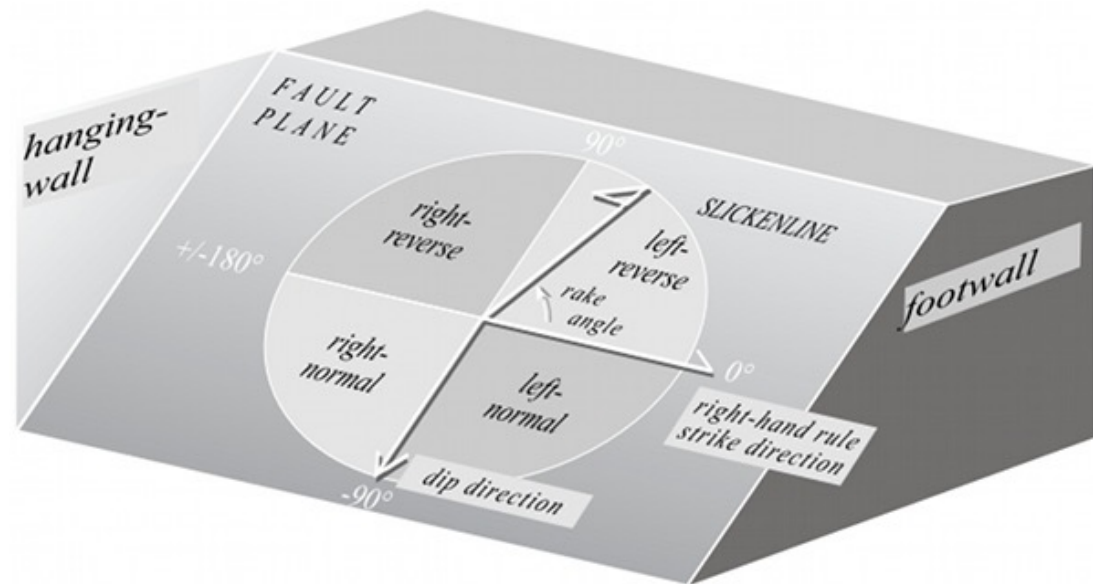 FAULT
PLANE
hanging-
wall
90°
SLICKENLINE
right-
reverse
left-
reverse
+/-180°
rake
angle
footwall
right-
normal
left-
normal
0°
right-hand rule
strike direction
dip direction
-90°